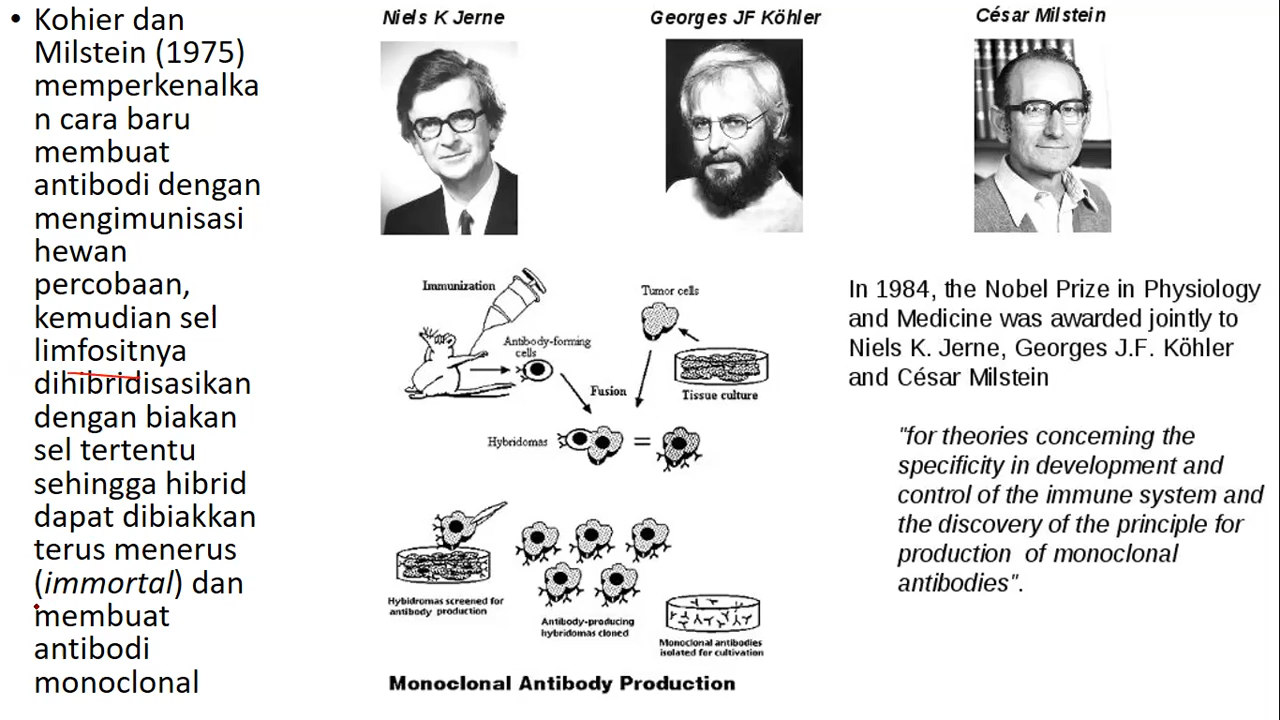 • Kohier dan
Milstein (1975)
memperkenalka
n cara baru
membuat
antibodi dengan
mengimunisasi
hewan
percobaan,
kemudian sel
limfositnya
dihibridisasikan
dengan biakan
sel tertentu
sehingga hibrid
dapat dibiakkan
terus menerus
(immortal) dan
membuat
antibodi
monoclonal
Niels K Jerne
Georges JF Köhler
César Milstein
Immunization
Tumor cells
Antibody-forming
cells
Fusion
Tissue culture
Hybridomas
=
Hybidromas screened for
antibody production
Antibody-producing
hybridomas cloned
Monoclonal antibodies
isolated for cultivation
Monoclonal Antibody Production
In 1984, the Nobel Prize in Physiology
and Medicine was awarded jointly to
Niels K. Jerne, Georges J.F. Köhler
and César Milstein
"for theories concerning the
specificity in development and
control of the immune system and
the discovery of the principle for
production of monoclonal
antibodies".